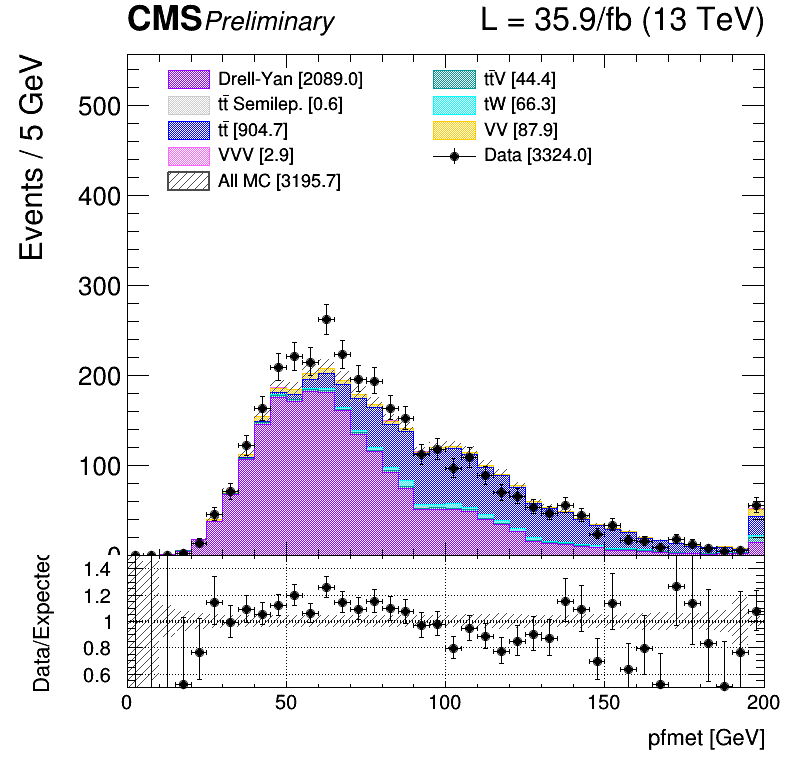 CMS Preliminary L = 35.9/fb (13 TeV)
Events / 5 GeV
Drell-Yan [2089.0]
tt̄ Semilep. [0.6]
tt̄ [904.7]
VVV [2.9]
All MC [3195.7]
tt̄V [44.4]
tW [66.3]
VV [87.9]
Data [3324.0]
500
400
300
200
100
0
Data/Expected
1.4
1.2
1
0.8
0.6
0 50 100 150 200
pfmet [GeV]